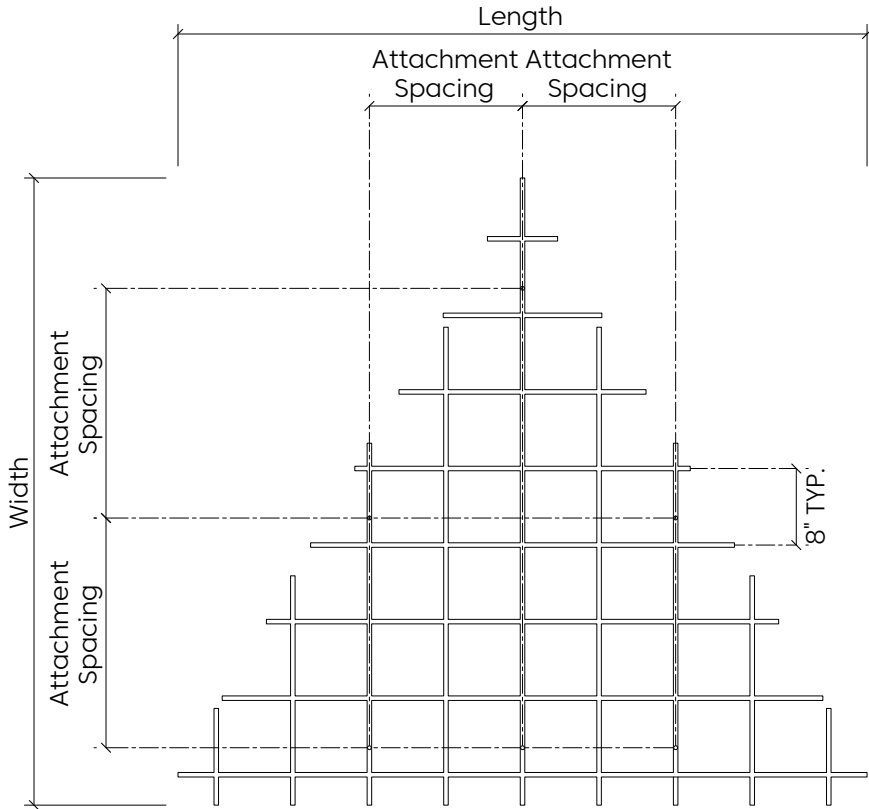 Length
Attachment Attachment
Spacing Spacing
Attachment
Spacing
Width
8" TYP.
Attachment
Spacing